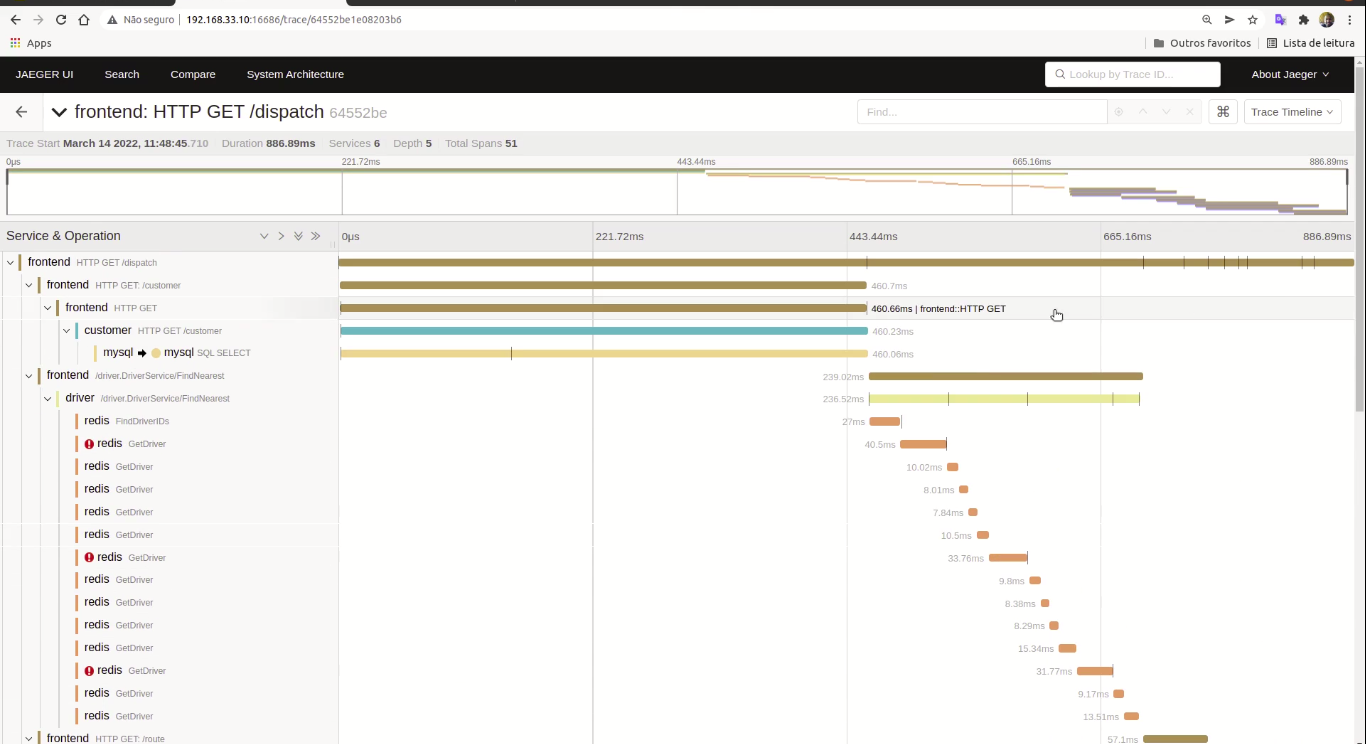 Não seguro | 192.168.33.10:16686/trace/64552be1e08203b6
Apps Outros favoritos Lista de leitura
JAEGER UI Search Compare System Architecture Lookup by Trace ID... About Jaeger
frontend: HTTP GET /dispatch 64552be Find... ⌘ Trace Timeline
Trace Start March 14 2022, 11:48:45.710 Duration 886.89ms Services 6 Depth 5 Total Spans 51
0μs 221.72ms 443.44ms 665.16ms 886.89ms
Service & Operation 0μs 221.72ms 443.44ms 665.16ms 886.89ms
frontend HTTP GET /dispatch
frontend HTTP GET: /customer 460.7ms
frontend HTTP GET 460.66ms | frontend::HTTP GET
customer HTTP GET /customer 460.23ms
mysql mysql SQL SELECT 460.06ms
frontend /driver.DriverService/FindNearest 239.02ms
driver /driver.DriverService/FindNearest 236.52ms
redis FindDriverIDs 27ms
redis GetDriver 40.5ms
redis GetDriver 10.02ms
redis GetDriver 8.01ms
redis GetDriver 7.84ms
redis GetDriver 10.5ms
redis GetDriver 33.76ms
redis GetDriver 9.8ms
redis GetDriver 8.38ms
redis GetDriver 8.29ms
redis GetDriver 15.34ms
redis GetDriver 31.77ms
redis GetDriver 9.17ms
redis GetDriver 13.51ms
frontend HTTP GET: /route 57.1ms